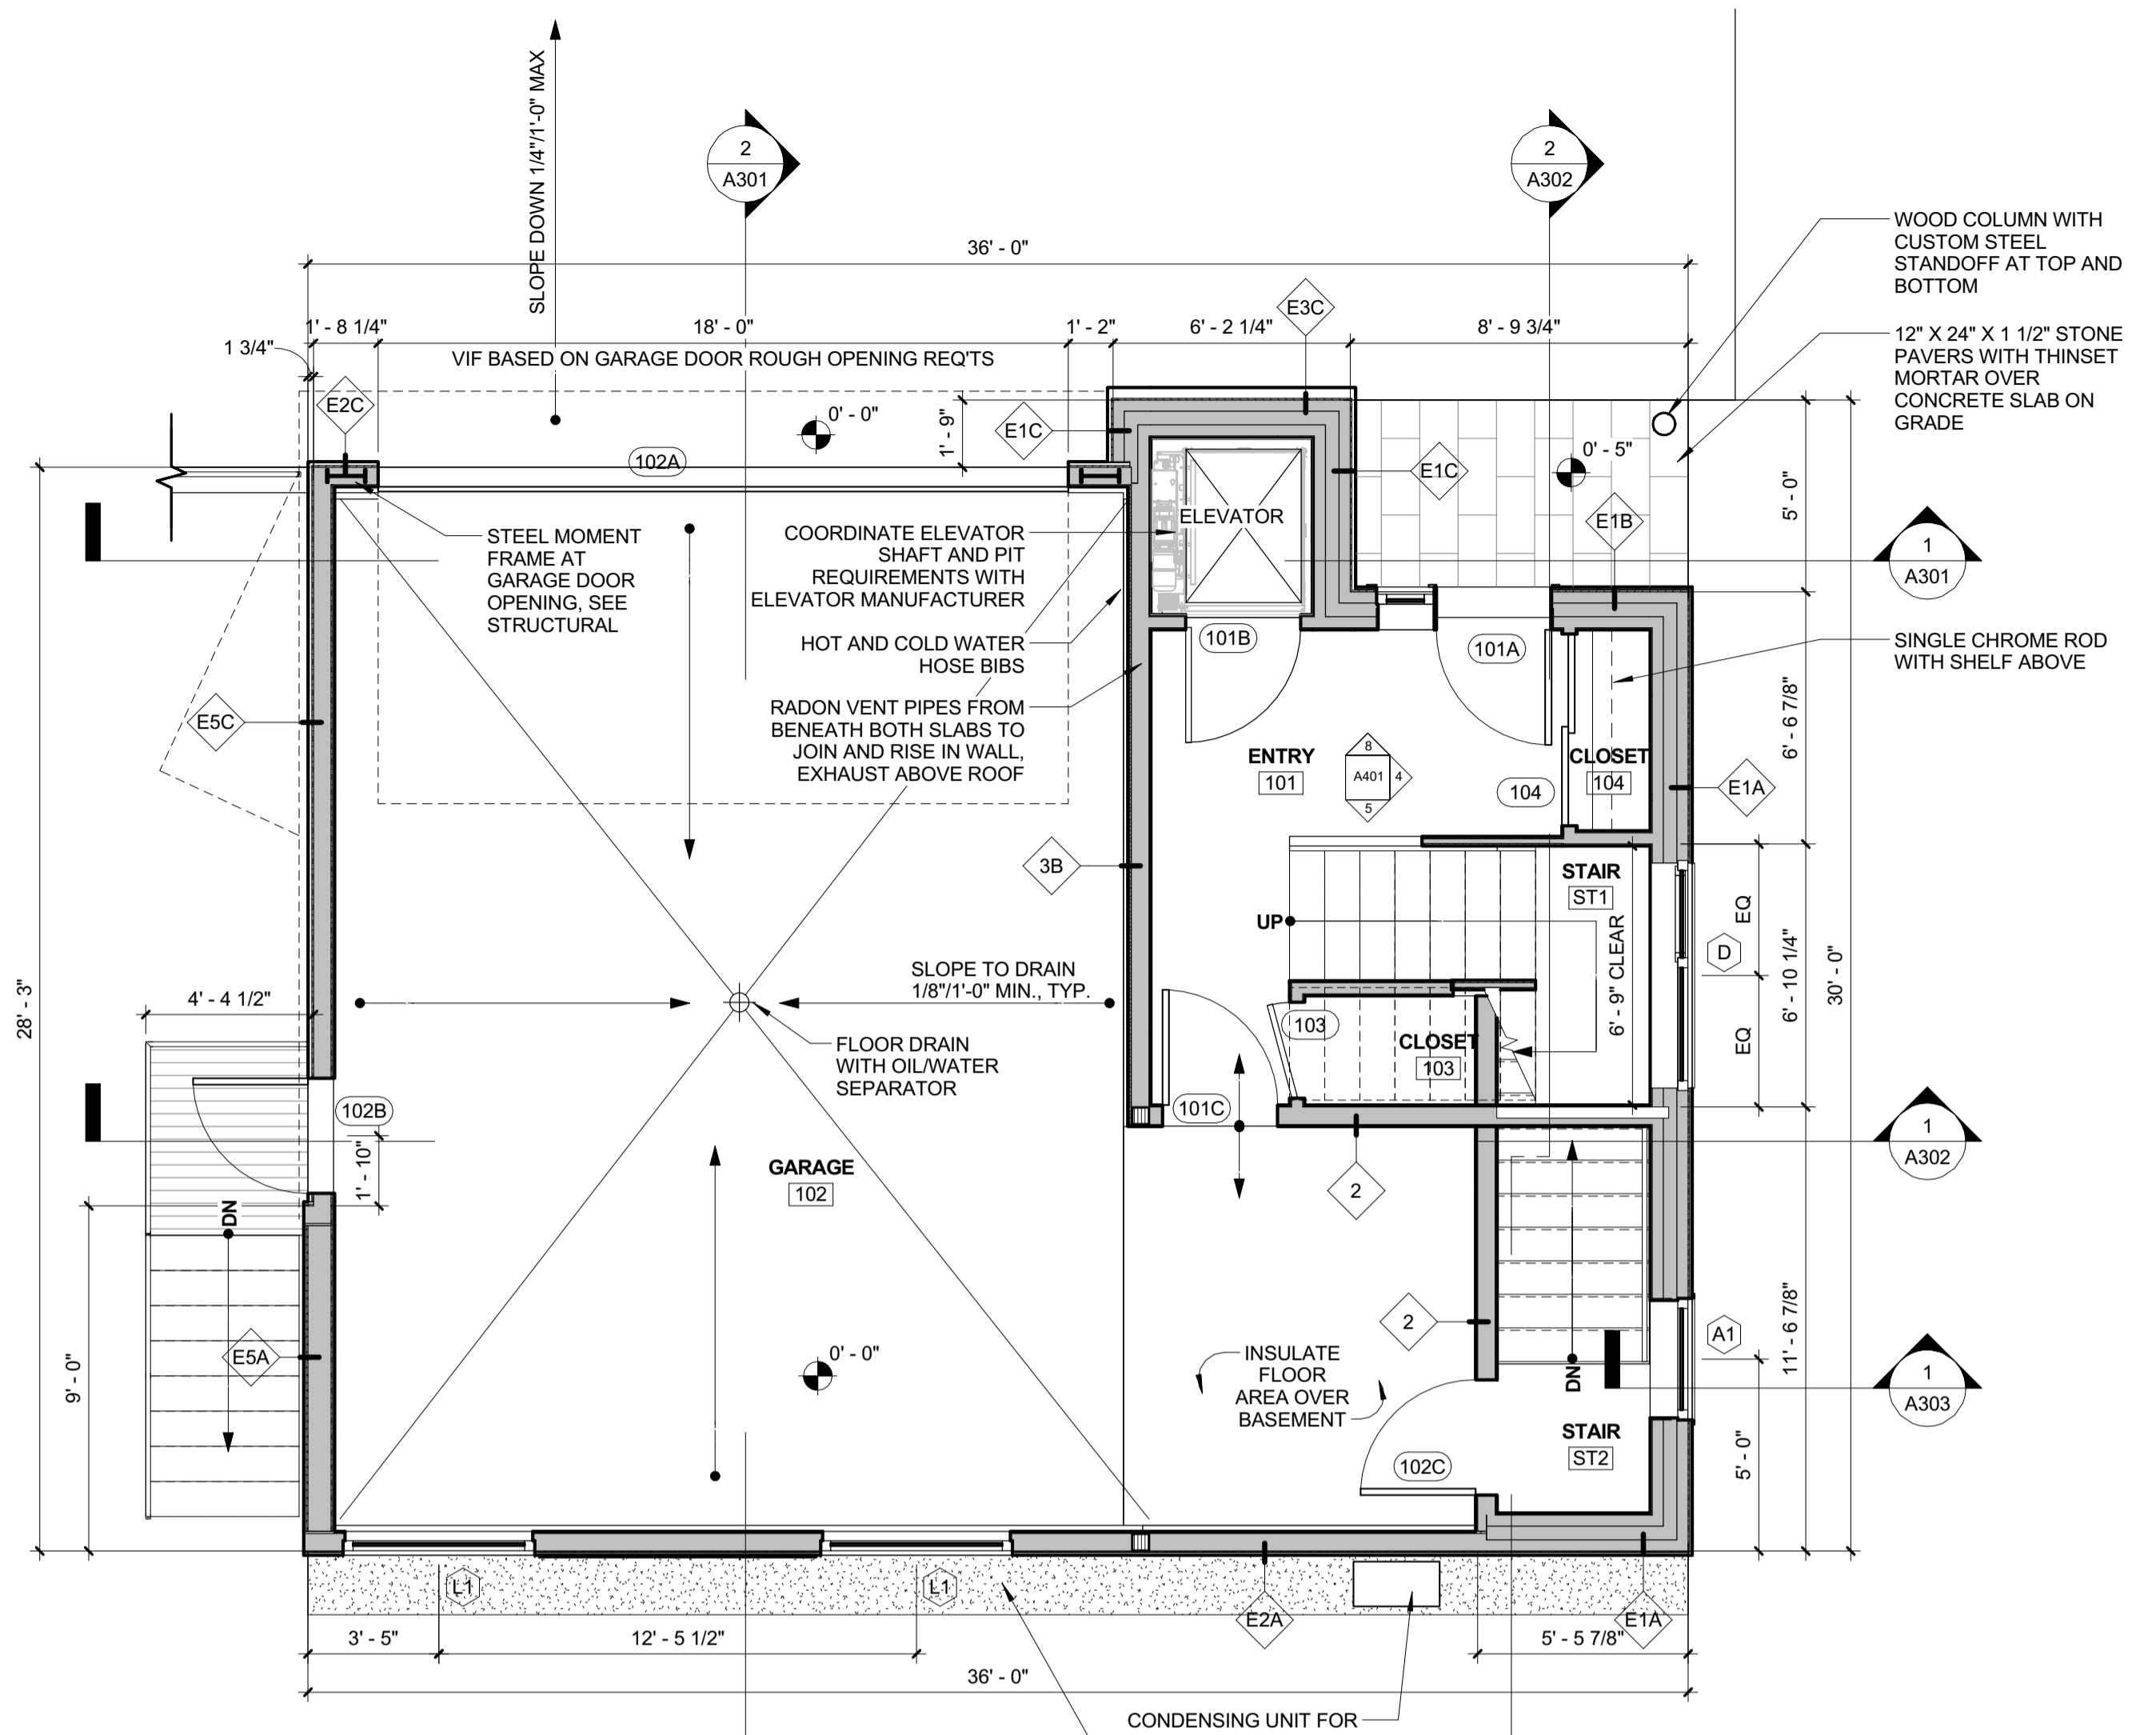 SLOPE DOWN 1/4"/1'-0" MAX
2
A301
2
A302
WOOD COLUMN WITH
CUSTOM STEEL
STANDOFF AT TOP AND
BOTTOM
36' - 0"
E3C
1' - 8 1/4"
18' - 0"
1' - 2"
6' - 2 1/4"
8' - 9 3/4"
1 3/4"
VIF BASED ON GARAGE DOOR ROUGH OPENING REQ'TS
12" X 24" X 1 1/2" STONE
PAVERS WITH THINSET
MORTAR OVER
CONCRETE SLAB ON
GRADE
E2C
0' - 0"
1' - 9"
E1C
102A
E1C
0' - 5"
5' - 0"
E1B
ELEVATOR
STEEL MOMENT
FRAME AT
GARAGE DOOR
OPENING, SEE
STRUCTURAL
COORDINATE ELEVATOR
SHAFT AND PIT
REQUIREMENTS WITH
ELEVATOR MANUFACTURER
1
A301
HOT AND COLD WATER
HOSE BIBS
101B
101A
SINGLE CHROME ROD
WITH SHELF ABOVE
RADON VENT PIPES FROM
BENEATH BOTH SLABS TO
JOIN AND RISE IN WALL,
EXHAUST ABOVE ROOF
E5C
6' - 6 7/8"
ENTRY
101
8
A401
4
5
CLOSET
104
104
E1A
3B
STAIR
ST1
UP
6' - 9" CLEAR
EQ
D
EQ
6' - 10 1/4"
30' - 0"
28' - 3"
4' - 4 1/2"
SLOPE TO DRAIN
1/8"/1'-0" MIN., TYP.
FLOOR DRAIN
WITH OIL/WATER
SEPARATOR
103
CLOSET
103
102B
101C
1' - 10"
GARAGE
102
2
1
A302
DN
9' - 0"
E5A
0' - 0"
2
INSULATE
FLOOR
AREA OVER
BASEMENT
DN
A1
11' - 6 7/8"
1
A303
STAIR
ST2
5' - 0"
102C
L1
L1
E2A
E1A
3' - 5"
12' - 5 1/2"
5' - 5 7/8"
36' - 0"
CONDENSING UNIT FOR